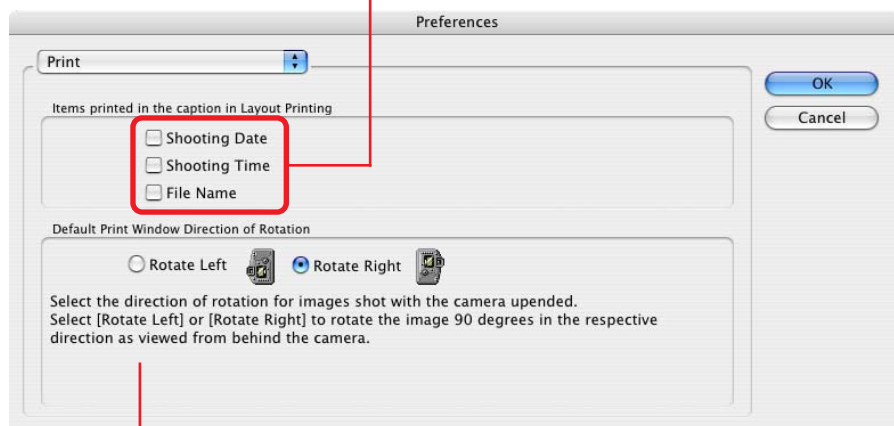 Preferences
Print
OK
Cancel
Items printed in the caption in Layout Printing
Shooting Date
Shooting Time
File Name
Default Print Window Direction of Rotation
Rotate Left Rotate Right
Select the direction of rotation for images shot with the camera upended.
Select [Rotate Left] or [Rotate Right] to rotate the image 90 degrees in the respective
direction as viewed from behind the camera.